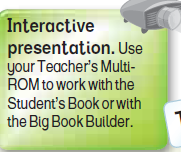 Interactive
presentation. Use
your Teacher's Multi-
ROM to work with the
Student's Book or with
the Big Book Builder.